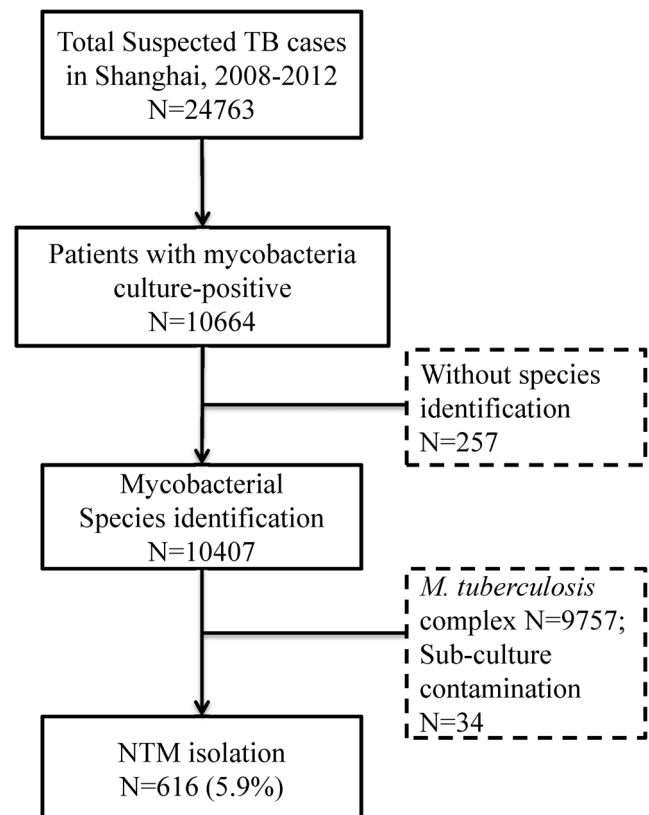 Total Suspected TB cases
in Shanghai, 2008-2012
N=24763
Patients with mycobacteria
culture-positive
N=10664
Without species
identification
N=257
Mycobacterial
Species identification
N=10407
M. tuberculosis
complex N=9757;
Sub-culture
contamination
N=34
NTM isolation
N=616 (5.9%)